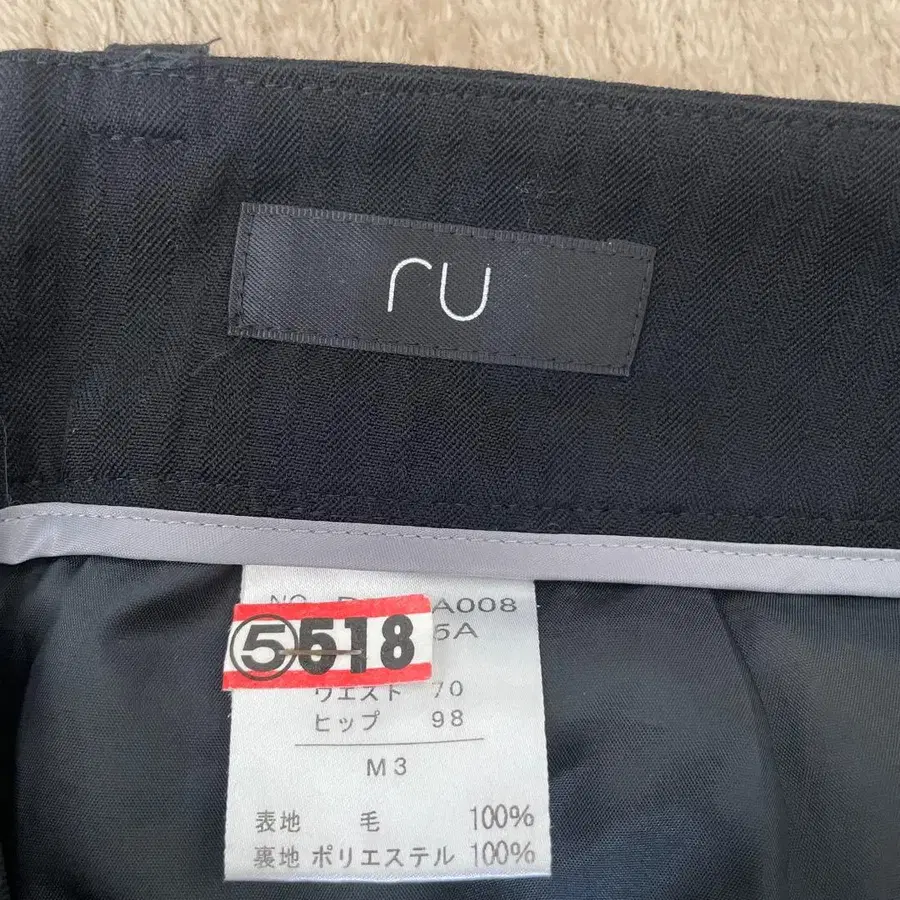 ru
A008
5A
⑤518
ウエスト 70
ヒップ 98
M3
表地 毛 100%
裏地 ポリエステル 100%